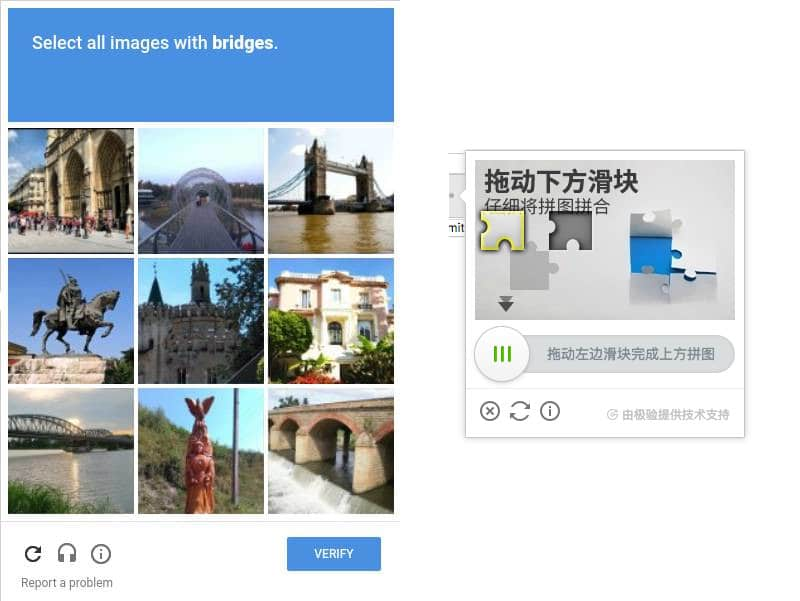 Select all images with bridges.
Report a problem
VERIFY
mit
拖动下方滑块
仔细将拼图拼合
拖动左边滑块完成上方拼图
由极验提供技术支持